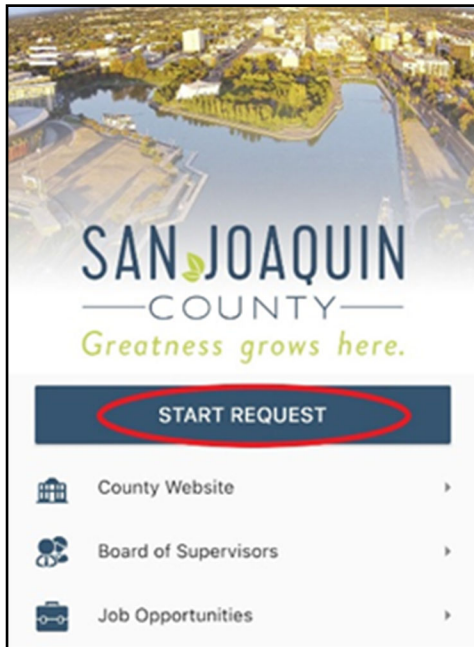 SAN JOAQUIN
COUNTY
Greatness grows here.
START REQUEST
County Website
Board of Supervisors
Job Opportunities